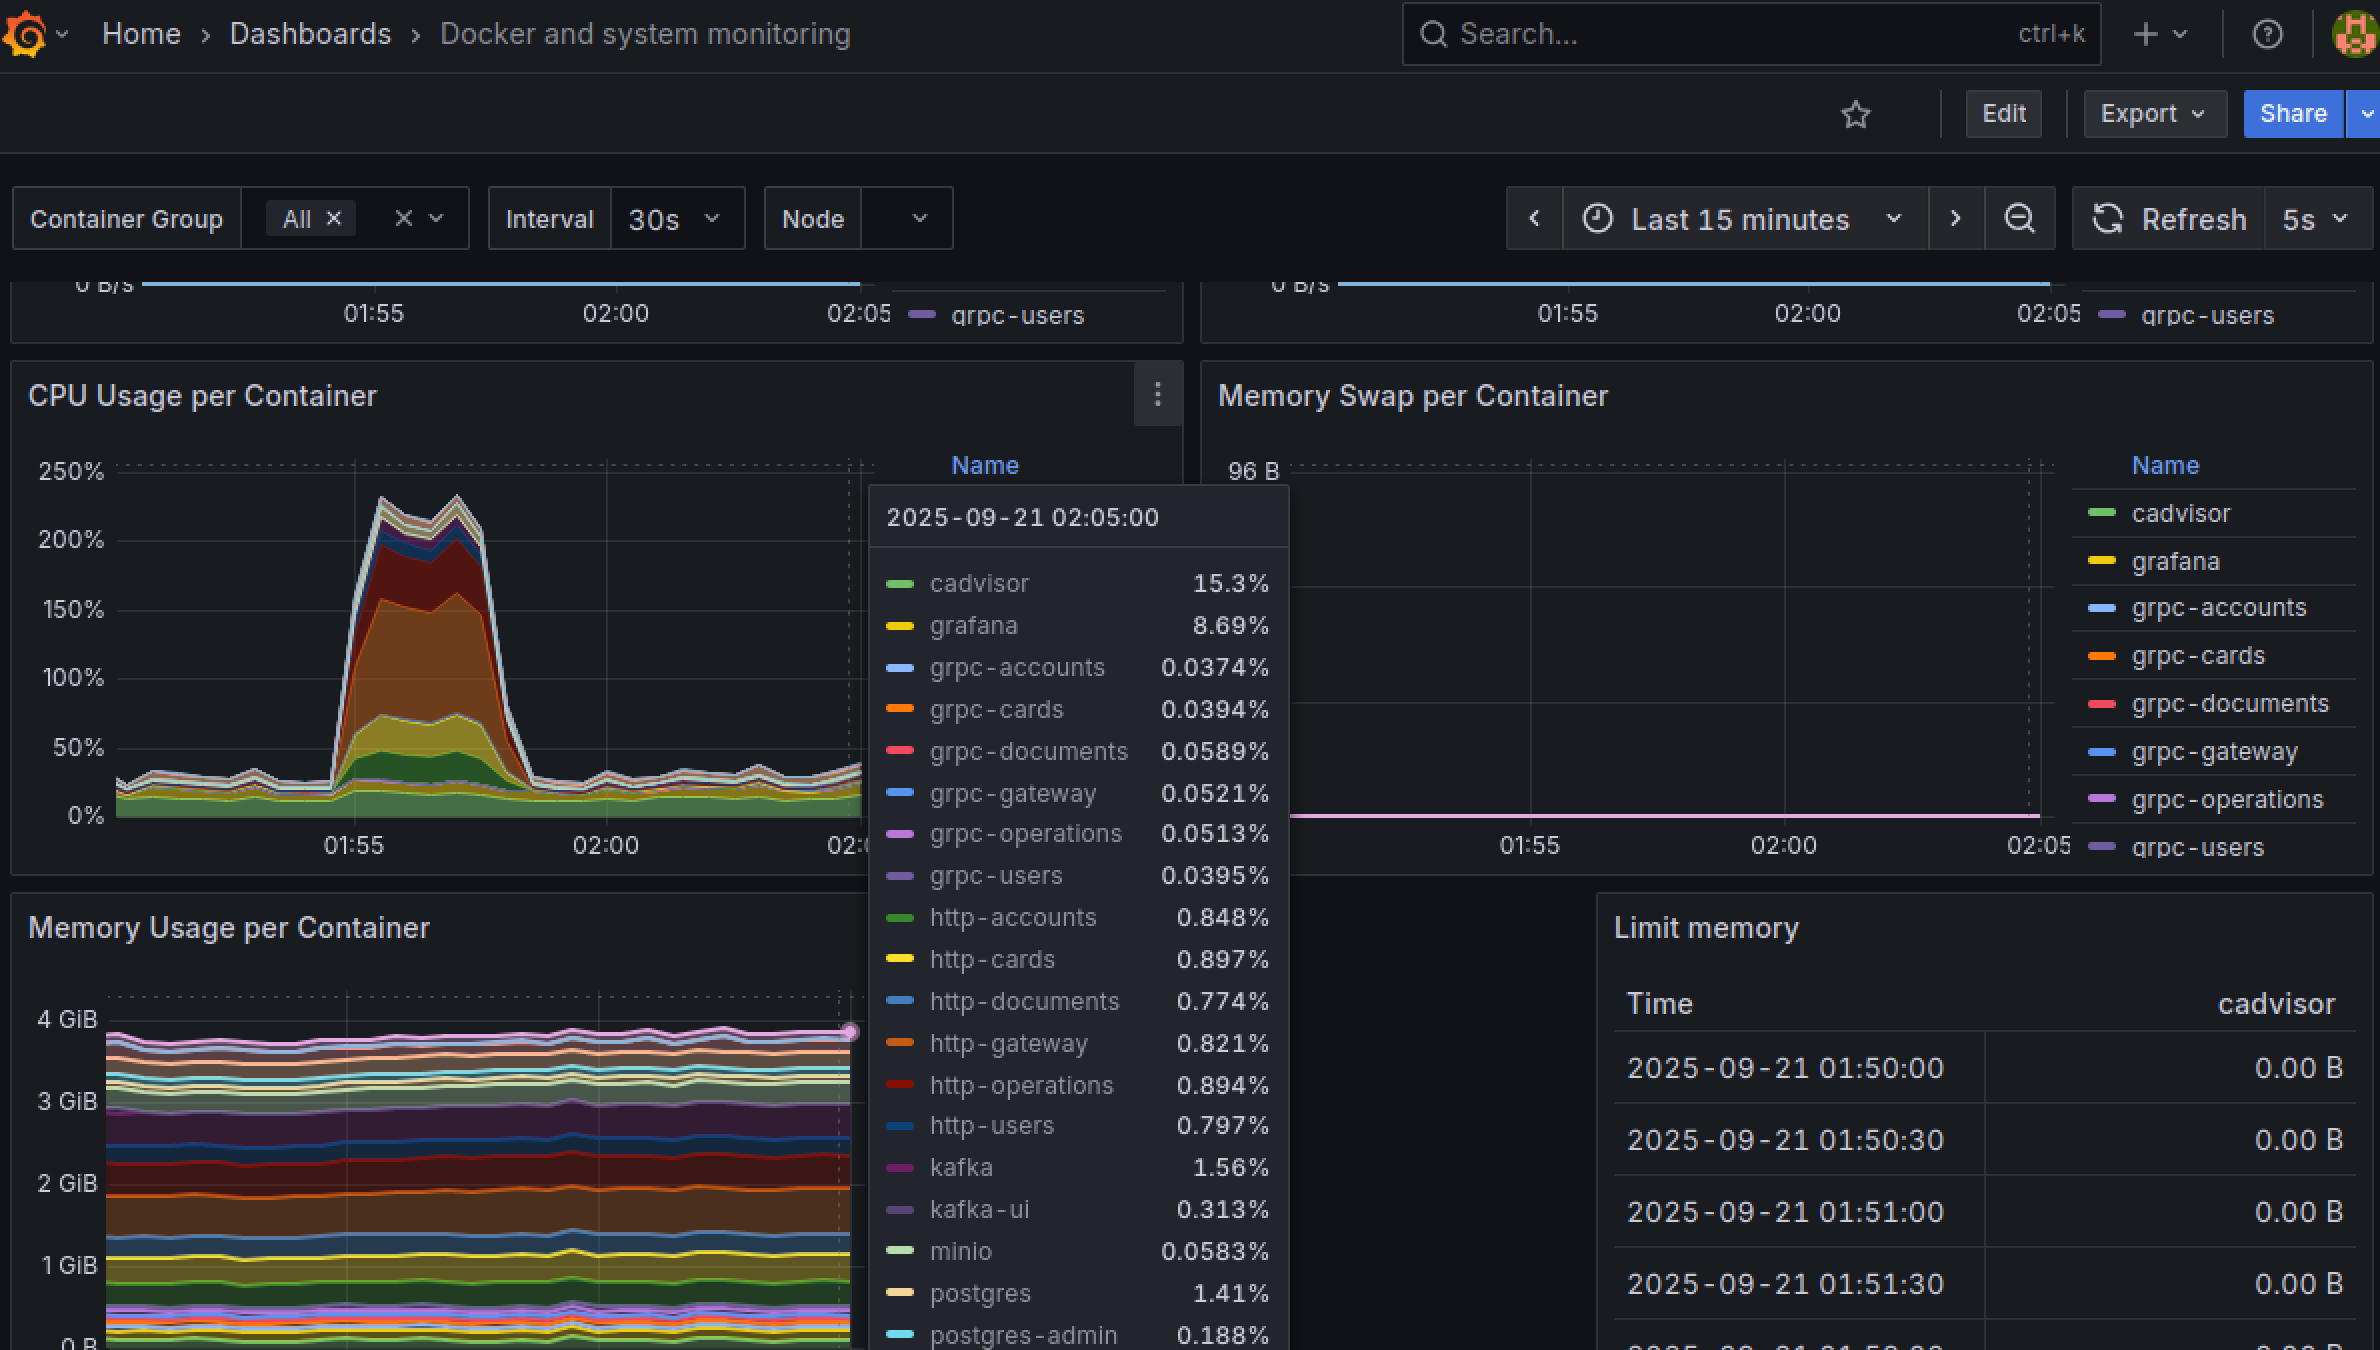 Home › Dashboards › Docker and system monitoring
Search...
ctrl+k
Edit
Export
Share
Container Group
All
Interval
30s
Node
Last 15 minutes
Refresh
5s
0 B/s
01:55
02:00
02:05
grpc-users
0 B/s
01:55
02:00
02:05
grpc-users
CPU Usage per Container
Name
250%
200%
150%
100%
50%
0%
01:55
02:00
2025-09-21 02:05:00
cadvisor 15.3%
grafana 8.69%
grpc-accounts 0.0374%
grpc-cards 0.0394%
grpc-documents 0.0589%
grpc-gateway 0.0521%
grpc-operations 0.0513%
grpc-users 0.0395%
http-accounts 0.848%
http-cards 0.897%
http-documents 0.774%
http-gateway 0.821%
http-operations 0.894%
http-users 0.797%
kafka 1.56%
kafka-ui 0.313%
minio 0.0583%
postgres 1.41%
postgres-admin 0.188%
Memory Swap per Container
96 B
01:55
02:00
02:05
Name
cadvisor
grafana
grpc-accounts
grpc-cards
grpc-documents
grpc-gateway
grpc-operations
grpc-users
Memory Usage per Container
4 GiB
3 GiB
2 GiB
1 GiB
0 B
Limit memory
Time cadvisor
2025-09-21 01:50:00 0.00 B
2025-09-21 01:50:30 0.00 B
2025-09-21 01:51:00 0.00 B
2025-09-21 01:51:30 0.00 B